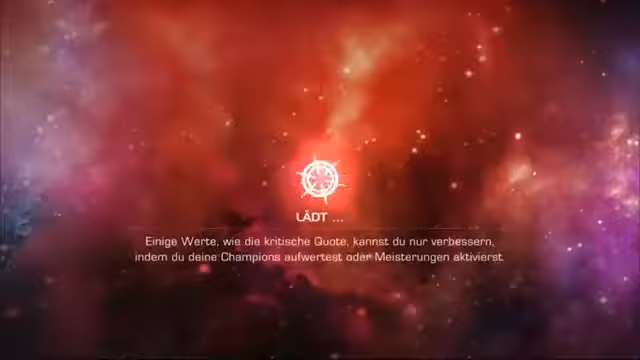 LÄDT ...
Einige Werte, wie die kritische Quote, kannst du nur verbessern,
indem du deine Champions aufwertest oder Meisterungen aktivierst.